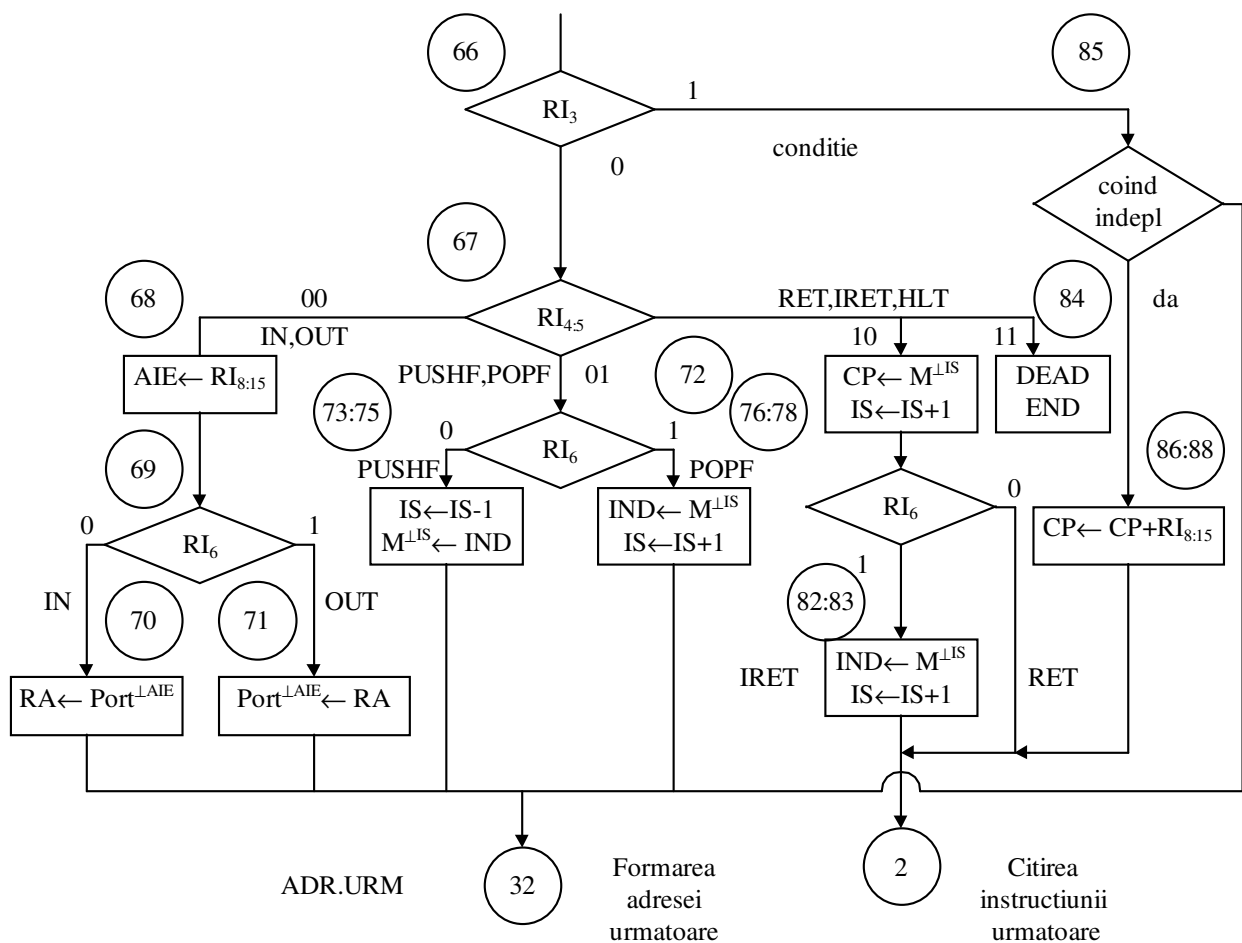 66
85
RI3
1
conditie
0
coind
indepl
67
68
00
IN,OUT
RI4:5
RET,IRET,HLT
84
da
10
11
AIE← RI8:15
PUSHF,POPF
01
72
CP← M⊥IS
IS←IS+1
DEAD
END
73:75
76:78
69
0
RI6
1
PUSHF
POPF
86:88
IS←IS-1
M⊥IS← IND
IND← M⊥IS
IS←IS+1
RI6
0
CP← CP+RI8:15
0
RI6
1
1
IN
70
71
OUT
82:83
RA← Port⊥AIE
Port⊥AIE← RA
IRET
IND← M⊥IS
IS←IS+1
RET
ADR.URM
32
Formarea
adresei
urmatoare
2
Citirea
instructiunii
urmatoare